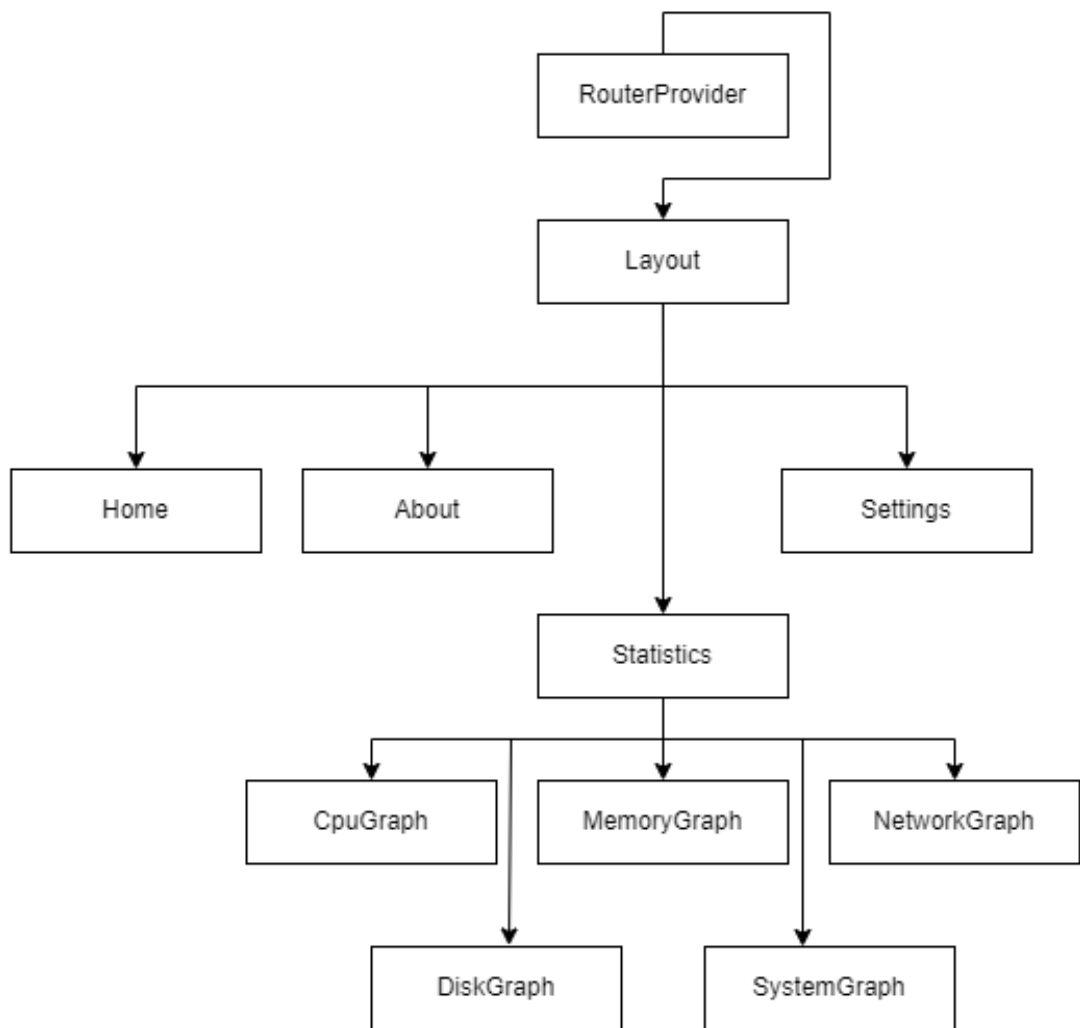 RouterProvider
Layout
Home
About
Settings
Statistics
CpuGraph
MemoryGraph
NetworkGraph
DiskGraph
SystemGraph